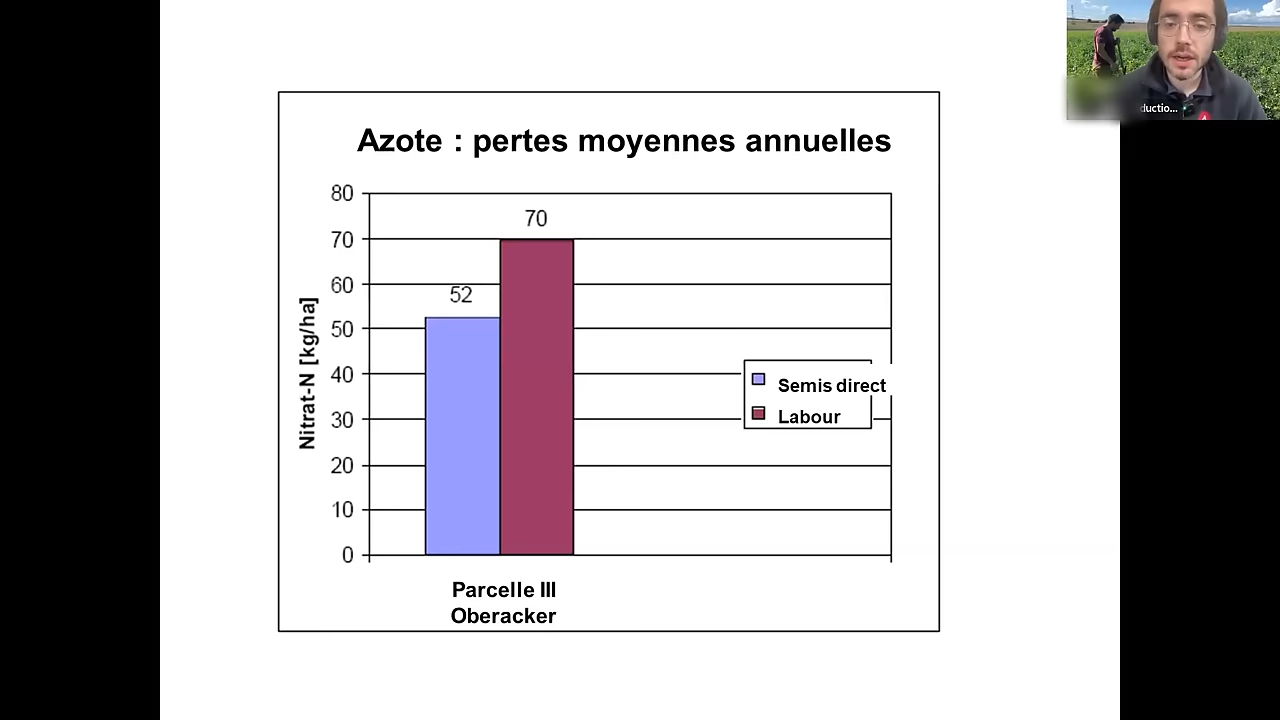 ductio...
Azote : pertes moyennes annuelles
80
70
60
50
40
30
20
10
0
Nitrat-N [kg/ha]
52
70
Semis direct
Labour
Parcelle III
Oberacker